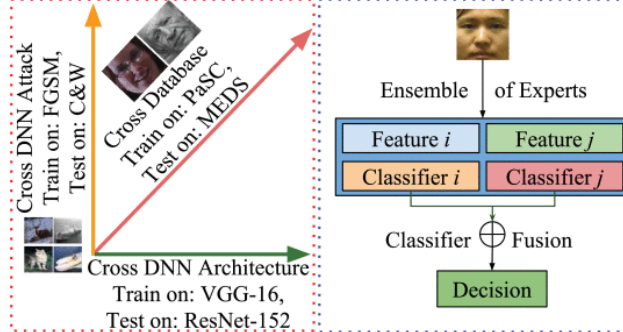 Cross DNN Attack
Train on: FGSM,
Test on: C&W
Cross Database
Train on: PaSC,
Test on: MEDS
Cross DNN Architecture
Train on: VGG-16,
Test on: ResNet-152
Ensemble of Experts
Feature i Feature j
Classifier i Classifier j
Classifier Fusion
Decision